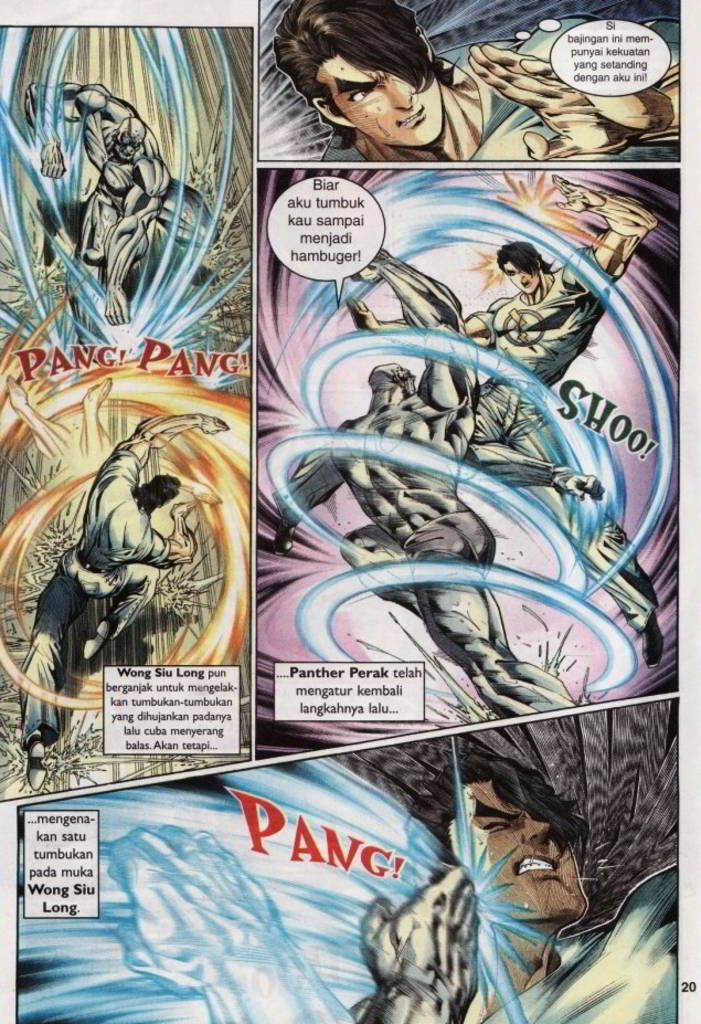 PANG! PANG!
Wong Siu Long pun
berganjak untuk mengelak-
kan tumbukan-tumbukan
yang dihujankan padanya
lalu cuba menyerang
balas. Akan tetapi...
Si
bajingan ini mem-
punyai kekuatan
yang setanding
dengan aku ini!
Biar
aku tumbuk
kau sampai
menjadi
hambuger!
SHOO!
....Panther Perak telah
mengatur kembali
langkahnya lalu...
...mengena-
kan satu
tumbukan
pada muka
Wong Siu
Long.
PANG!
20